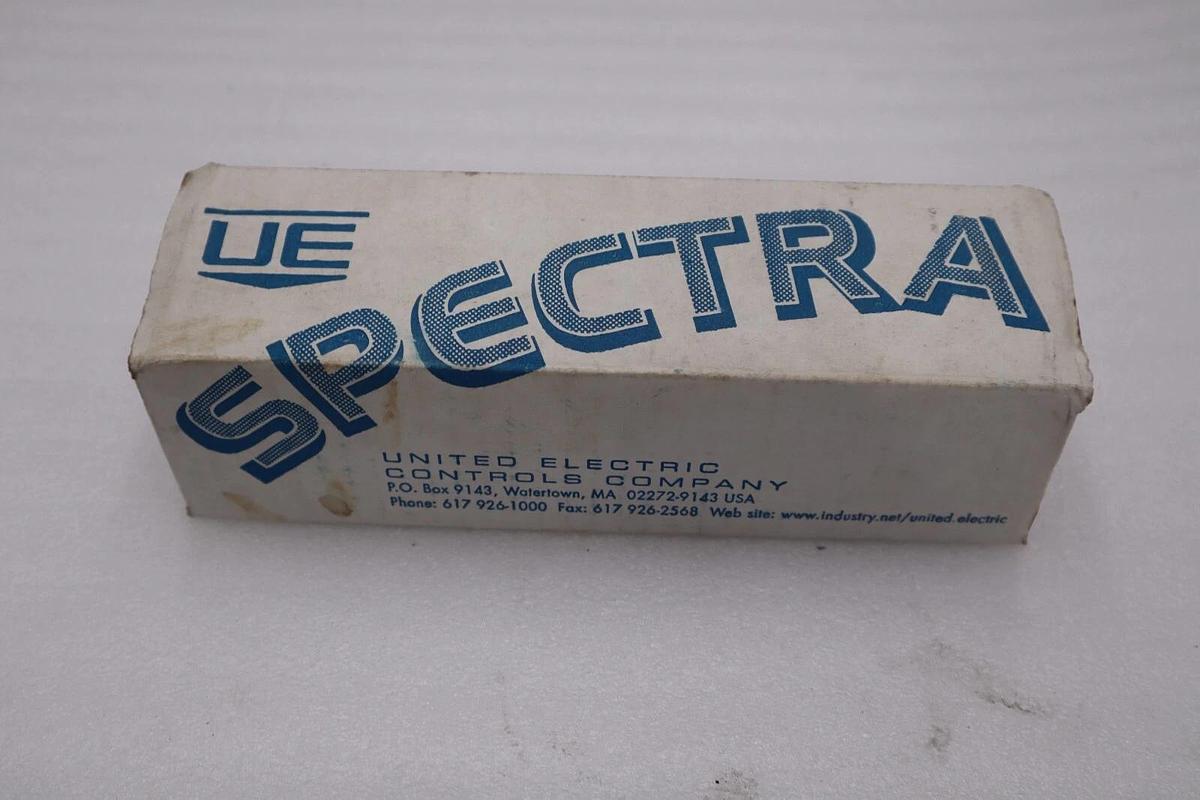 UE
SPECTRA
UNITED ELECTRIC
CONTROLS COMPANY
P.O. Box 9143, Watertown, MA 02272-9143 USA
Phone: 617 926-1000 Fax: 617 926-2568 Web site: www.industry.net/united.electric